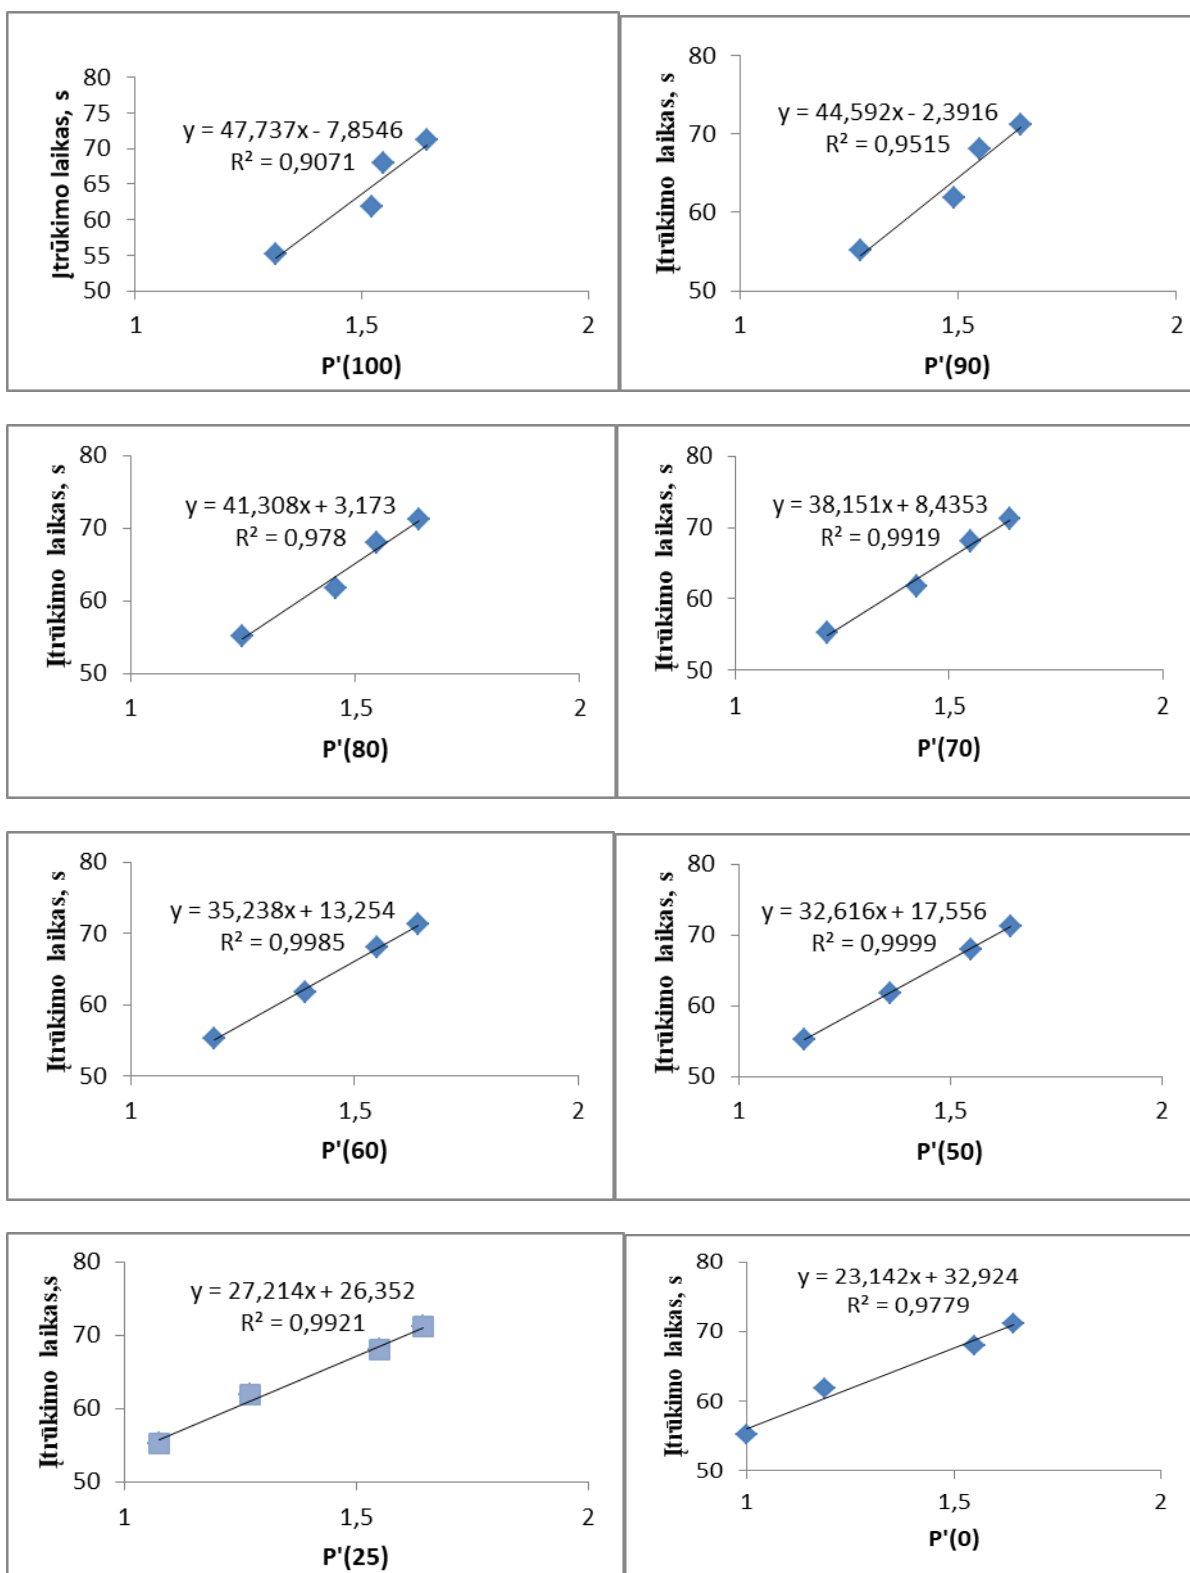 Įtrūkimo laikas, s
80
75
70
65
60
55
50
y = 47,737x - 7,8546
R² = 0,9071
1 1,5 2
P'(100)
Įtrūkimo laikas, s
80
70
60
50
y = 44,592x - 2,3916
R² = 0,9515
1 1,5 2
P'(90)
Įtrūkimo laikas, s
80
70
60
50
y = 41,308x + 3,173
R² = 0,978
1 1,5 2
P'(80)
Įtrūkimo laikas, s
80
70
60
50
y = 38,151x + 8,4353
R² = 0,9919
1 1,5 2
P'(70)
Įtrūkimo laikas, s
80
70
60
50
y = 35,238x + 13,254
R² = 0,9985
1 1,5 2
P'(60)
Įtrūkimo laikas, s
80
70
60
50
y = 32,616x + 17,556
R² = 0,9999
1 1,5 2
P'(50)
Įtrūkimo laikas,s
80
70
60
50
y = 27,214x + 26,352
R² = 0,9921
1 1,5 2
P'(25)
Įtrūkimo laikas, s
80
70
60
50
y = 23,142x + 32,924
R² = 0,9779
1 1,5 2
P'(0)